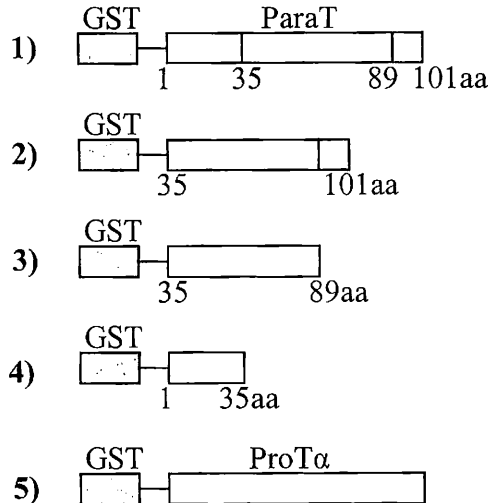 GST ParaT
1)
1 35 89 101aa
GST
2)
35 101aa
GST
3)
35 89aa
GST
4)
1 35aa
GST ProTα
5)